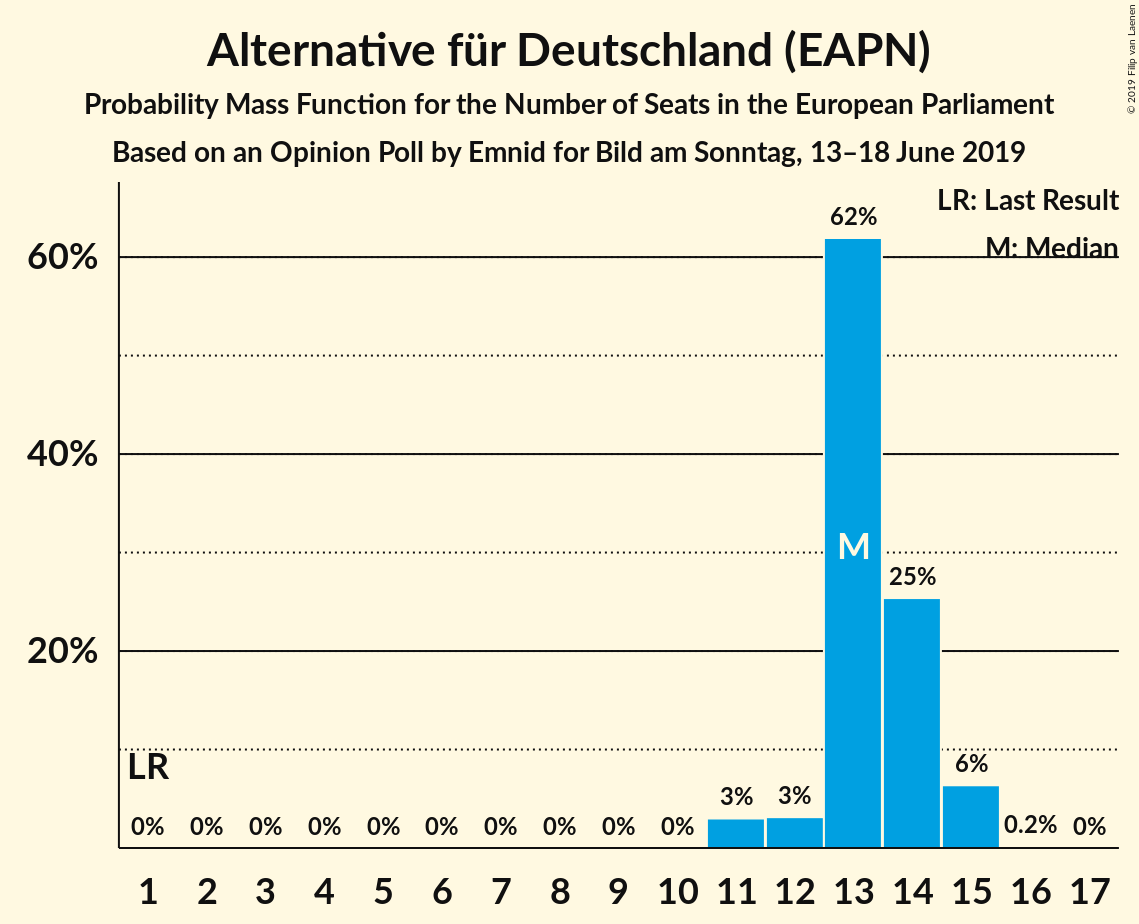 Alternative für Deutschland (EAPN)
Probability Mass Function for the Number of Seats in the European Parliament
Based on an Opinion Poll by Emnid for Bild am Sonntag, 13–18 June 2019
© 2019 Filip van Laenen
LR: Last Result
M: Median
60%
40%
20%
62%
M
25%
LR
6%
3%
3%
0% 0% 0% 0% 0% 0% 0% 0% 0% 0%
0.2% 0%
1 2 3 4 5 6 7 8 9 10 11 12 13 14 15 16 17